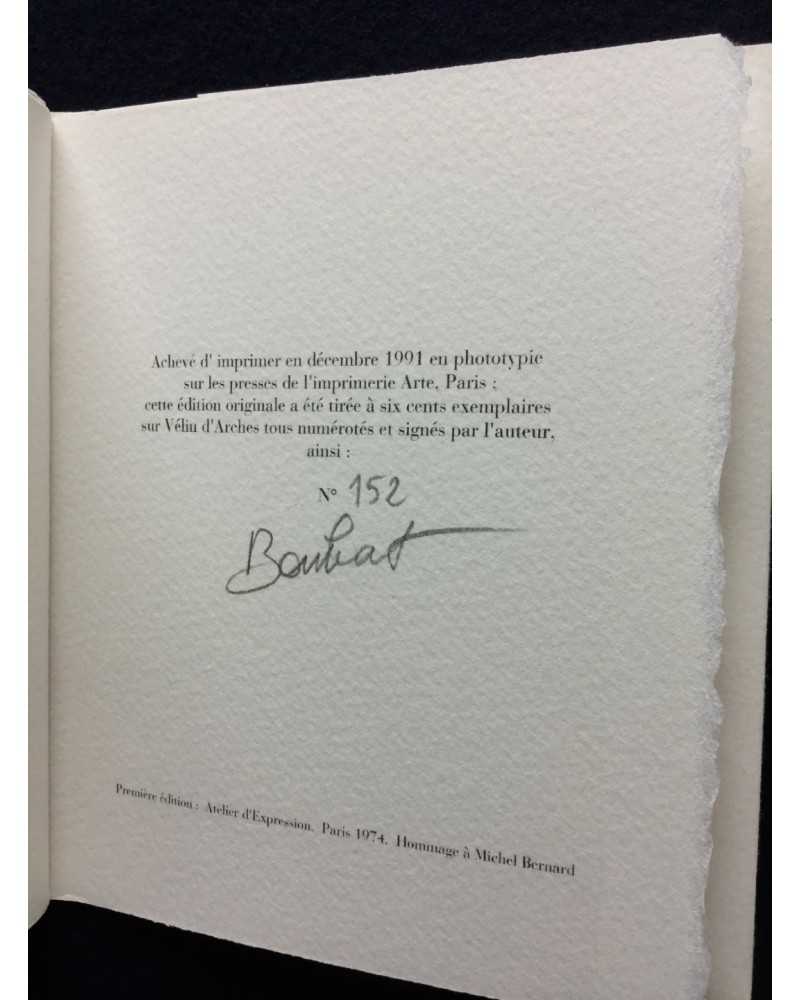 Achevé d' imprimer en décembre 1991 en phototypie
sur les presses de l'imprimerie Arte, Paris ;
cette édition originale a été tirée à six cents exemplaires
sur Vélin d'Arches tous numérotés et signés par l'auteur,
ainsi :
N° 152
Boubat
Première édition : Atelier d'Expression, Paris 1974, Hommage à Michel Bernard